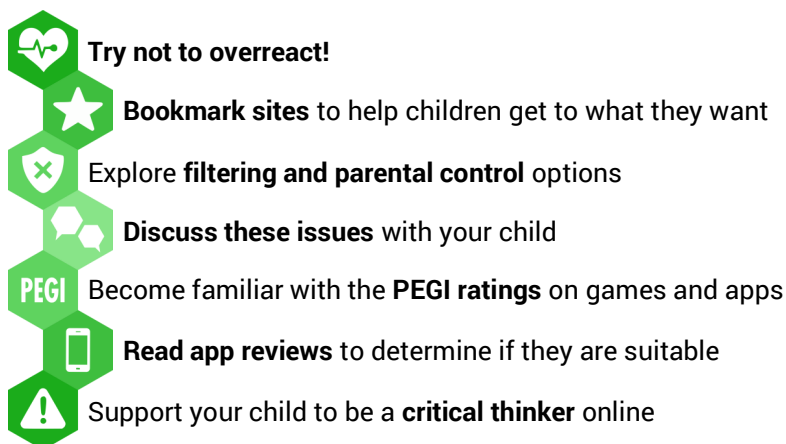 Try not to overreact!
Bookmark sites to help children get to what they want
Explore filtering and parental control options
Discuss these issues with your child
PEGI Become familiar with the PEGI ratings on games and apps
Read app reviews to determine if they are suitable
Support your child to be a critical thinker online